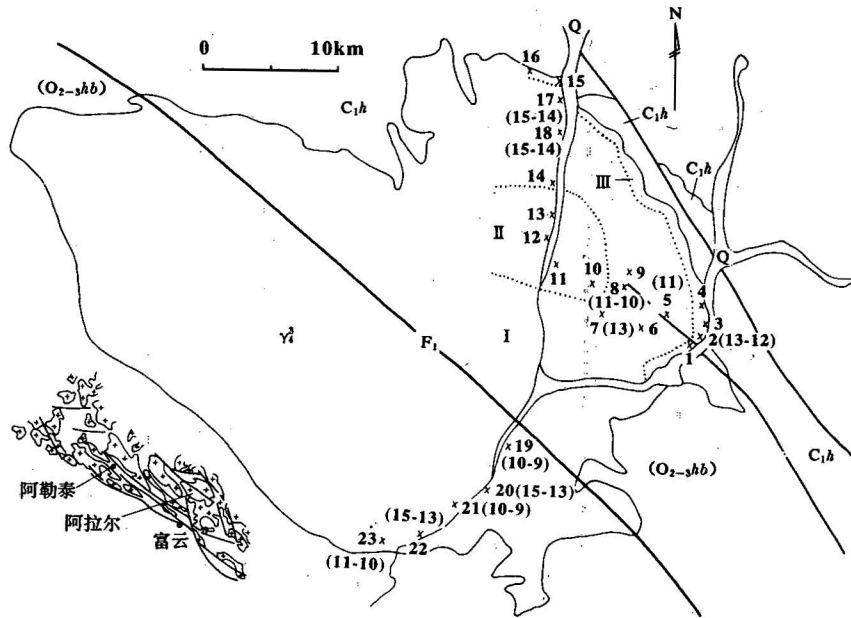 Q
N
0 10km
16
(O₂₋₃hb)
15
C₁h
17
(15-14)
C₁h
18
(15-14)
III
C₁h
14
II
13
12
Q
11
10
9
(11)
8
5
4
(11-10)
3
7(13)
6
2(13-12)
1
γ₄³
F₁
I
C₁h
19
(10-9)
(O₂₋₃hb)
20(15-13)
21(10-9)
(15-13)
22
23
(11-10)
阿勒泰
阿拉尔
富云